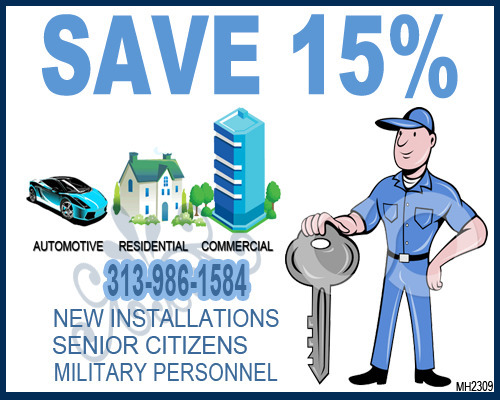 SAVE 15%
AUTOMOTIVE RESIDENTIAL COMMERCIAL
313-986-1584
NEW INSTALLATIONS
SENIOR CITIZENS
MILITARY PERSONNEL
MH2309